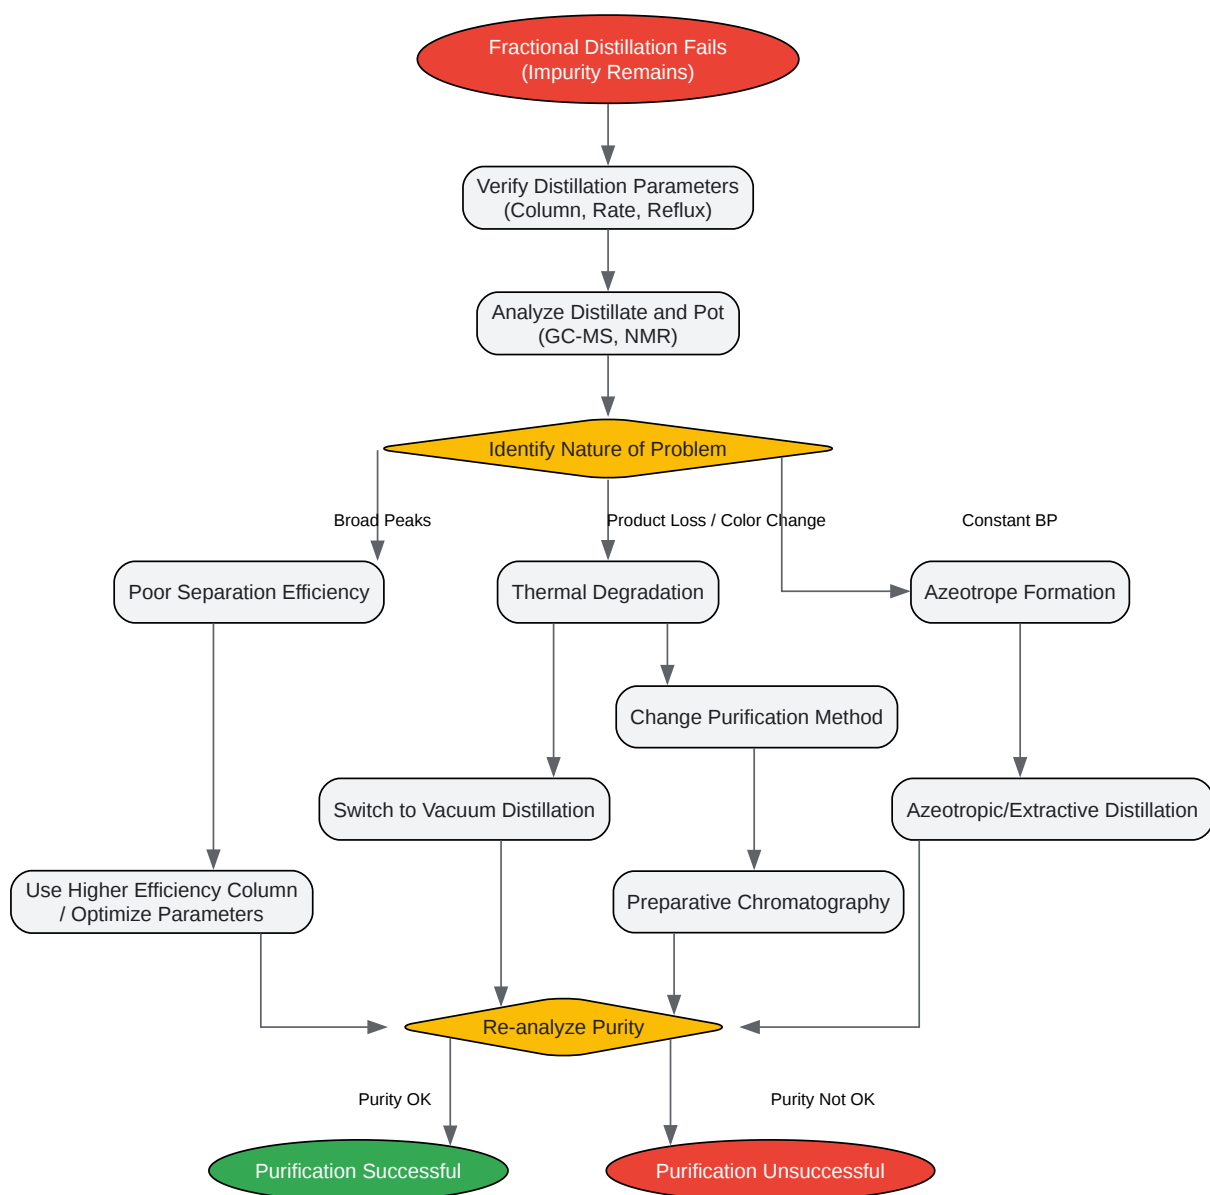 Fractional Distillation Fails
(Impurity Remains)
Verify Distillation Parameters
(Column, Rate, Reflux)
Analyze Distillate and Pot
(GC-MS, NMR)
Identify Nature of Problem
Broad Peaks
Product Loss / Color Change
Constant BP
Poor Separation Efficiency
Thermal Degradation
Azeotrope Formation
Change Purification Method
Switch to Vacuum Distillation
Azeotropic/Extractive Distillation
Use Higher Efficiency Column
/ Optimize Parameters
Preparative Chromatography
Re-analyze Purity
Purity OK
Purity Not OK
Purification Successful
Purification Unsuccessful